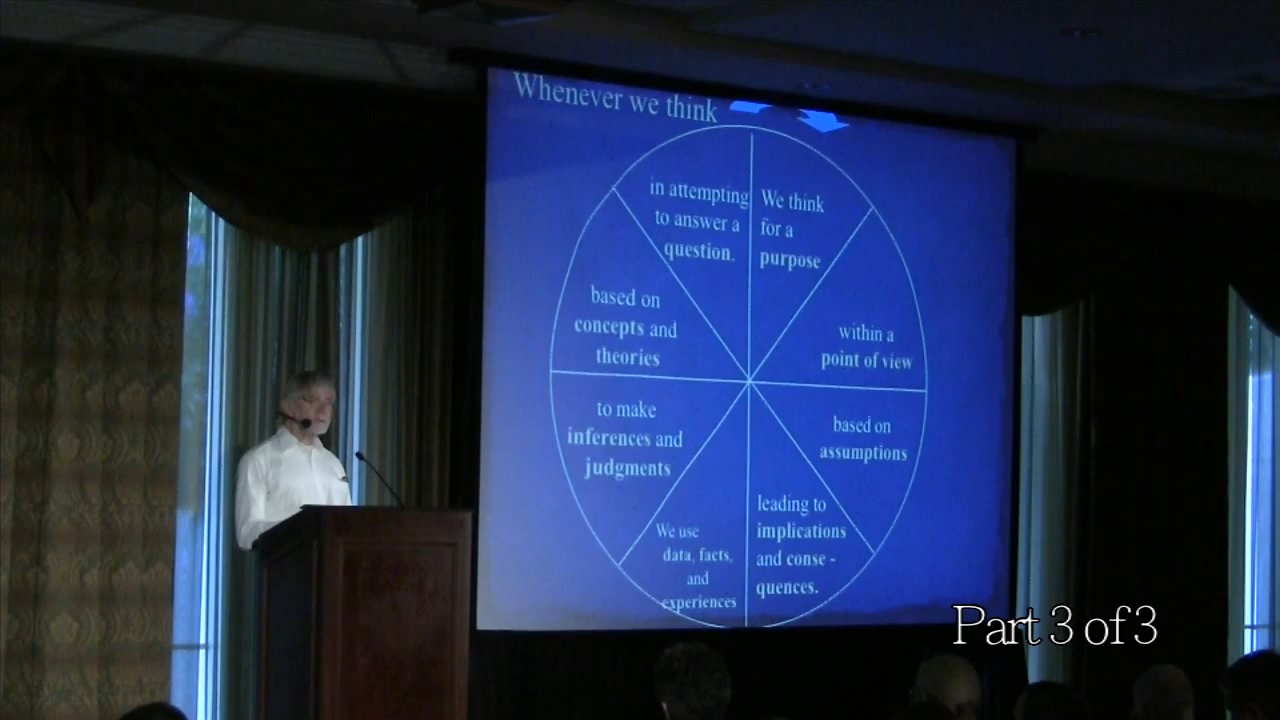 Whenever we think
We think
for a
purpose
within a
point of view
based on
assumptions
leading to
implications
and conse -
quences.
We use
data, facts,
and
experiences
to make
inferences and
judgments
based on
concepts and
theories
in attempting
to answer a
question.
Part 3 of 3